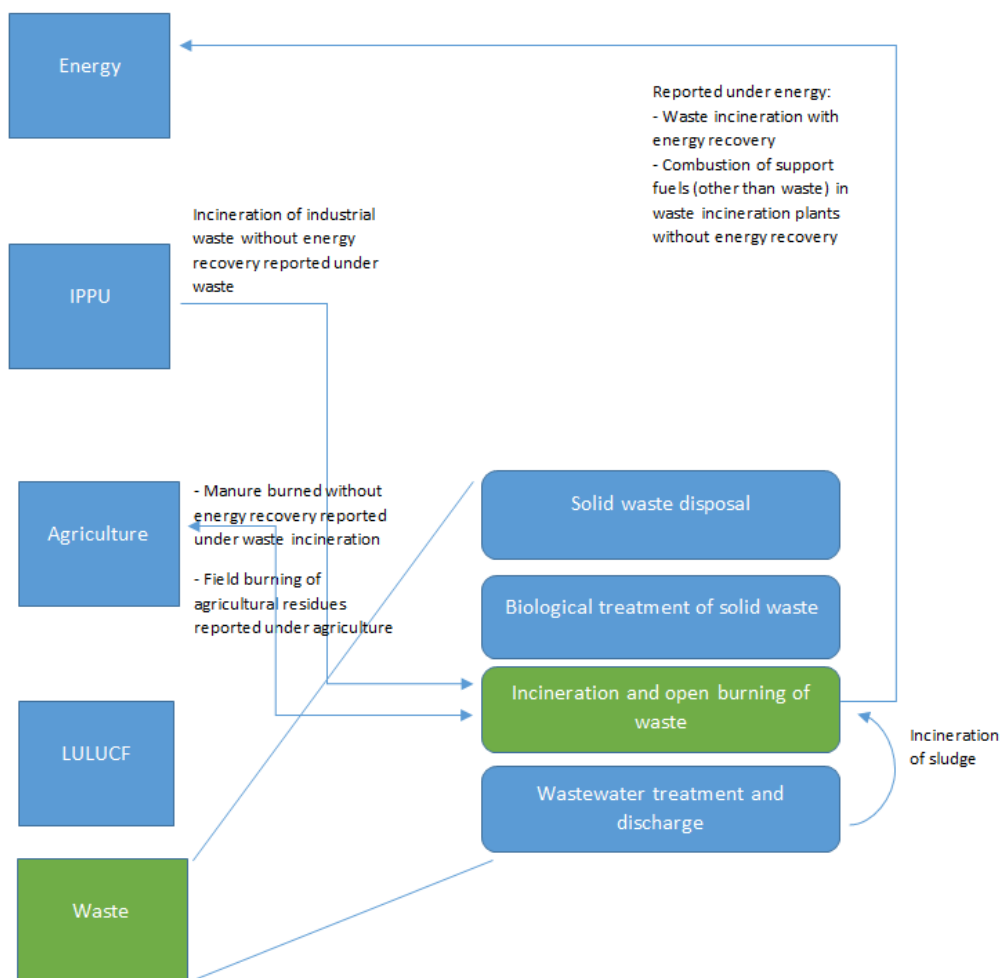 Energy
Reported under energy:
- Waste incineration with
energy recovery
- Combustion of support
fuels (other than waste) in
waste incineration plants
without energy recovery
Incineration of industrial
waste without energy
recovery reported under
waste
IPPU
Agriculture
- Manure burned without
energy recovery reported
under waste incineration
- Field burning of
agricultural residues
reported under agriculture
Solid waste disposal
Biological treatment of solid waste
Incineration and open burning of
waste
Incineration
of sludge
Wastewater treatment and
discharge
LULUCF
Waste